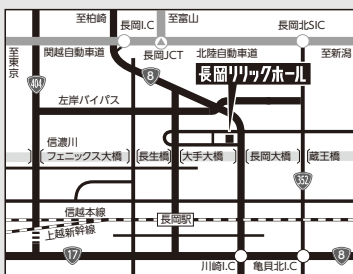 至柏崎
至富山
長岡I.C
長岡北SIC
至東京
関越自動車道
長岡JCT
北陸自動車道
至新潟
404
8
長岡リリックホール
左岸バイパス
信濃川
フェニックス大橋
長生橋
大手大橋
長岡大橋
蔵王橋
352
信越本線
長岡駅
上越新幹線
17
8
川崎I.C
亀貝北I.C